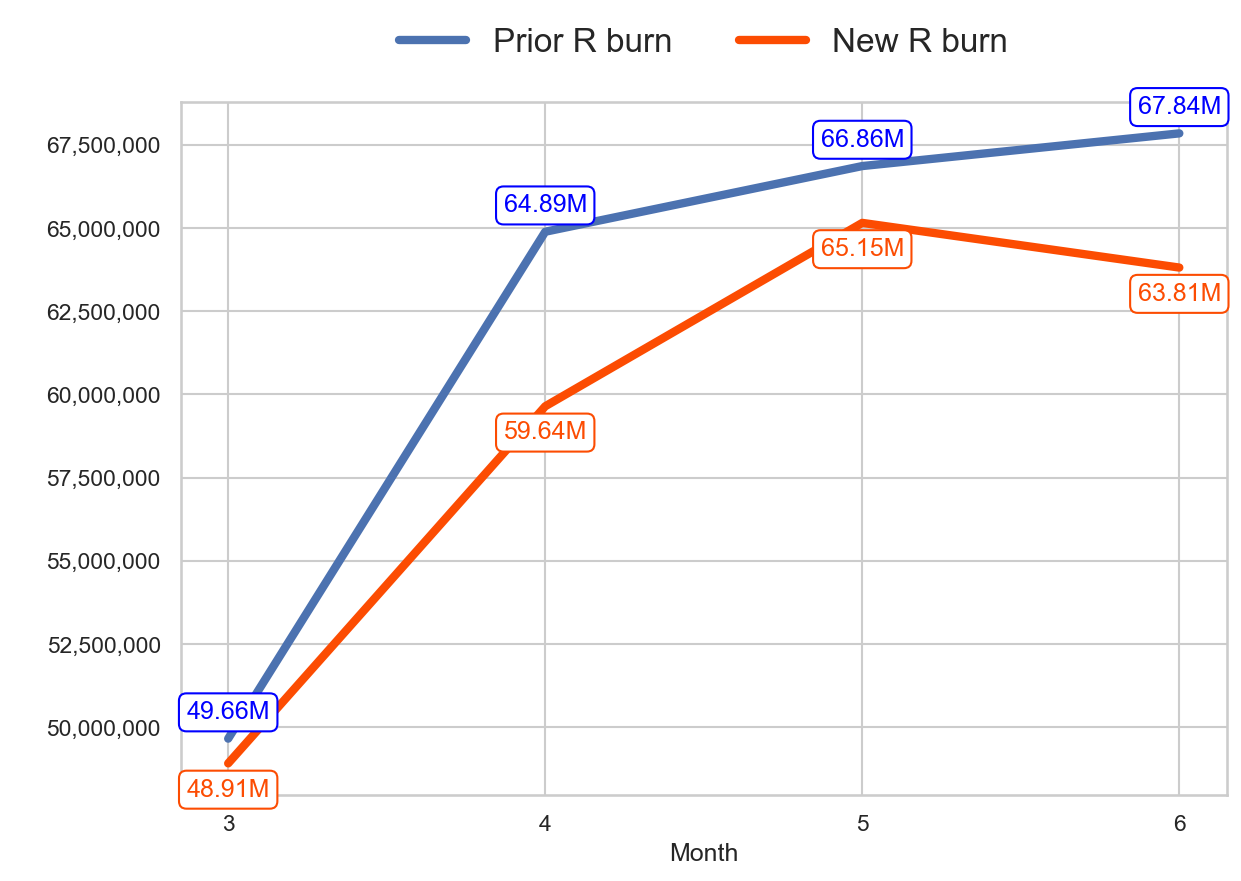 Prior R burn New R burn
67.84M
67,500,000
66.86M
64.89M
65,000,000
65.15M
63.81M
62,500,000
60,000,000
59.64M
57,500,000
55,000,000
52,500,000
49.66M
50,000,000
48.91M
3 4 5 6
Month